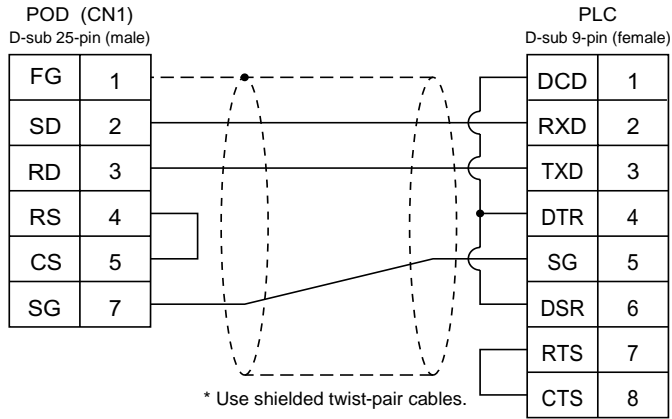 POD (CN1)
D-sub 25-pin (male)
FG 1
SD 2
RD 3
RS 4
CS 5
SG 7
PLC
D-sub 9-pin (female)
DCD 1
RXD 2
TXD 3
DTR 4
SG 5
DSR 6
RTS 7
CTS 8
* Use shielded twist-pair cables.